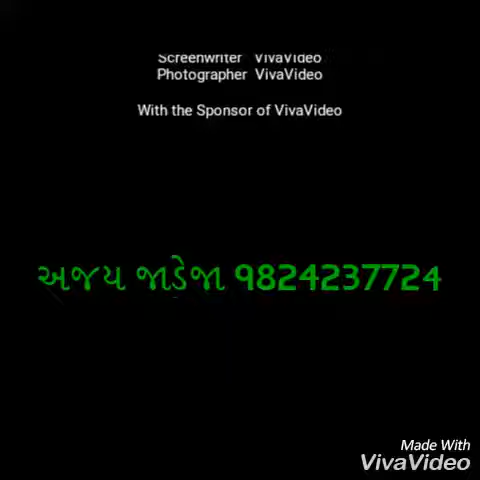 Screenwriter VivaVideo
Photographer VivaVideo
With the Sponsor of VivaVideo
અજય જાડેજા 9824237724
Made With
VivaVideo